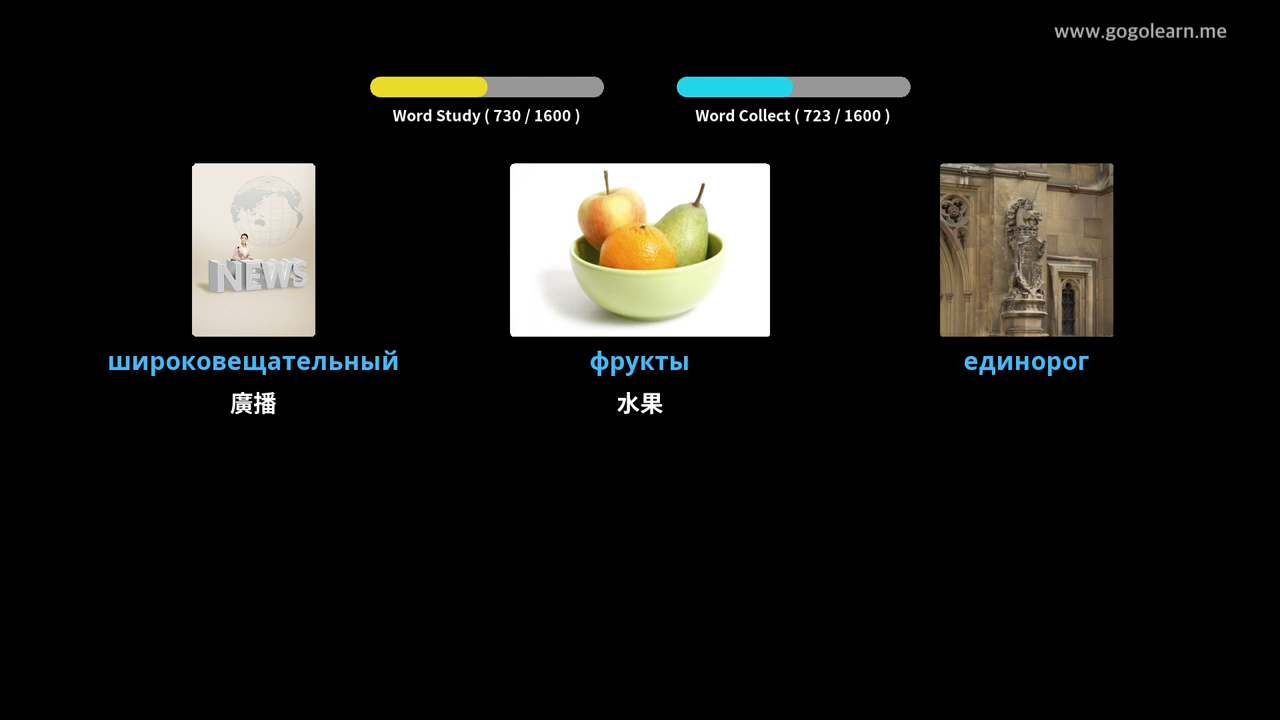 www.gogolearn.me
Word Study ( 730 / 1600 )
Word Collect ( 723 / 1600 )
NEWS
широковещательный
фрукты
единорог
廣播
水果